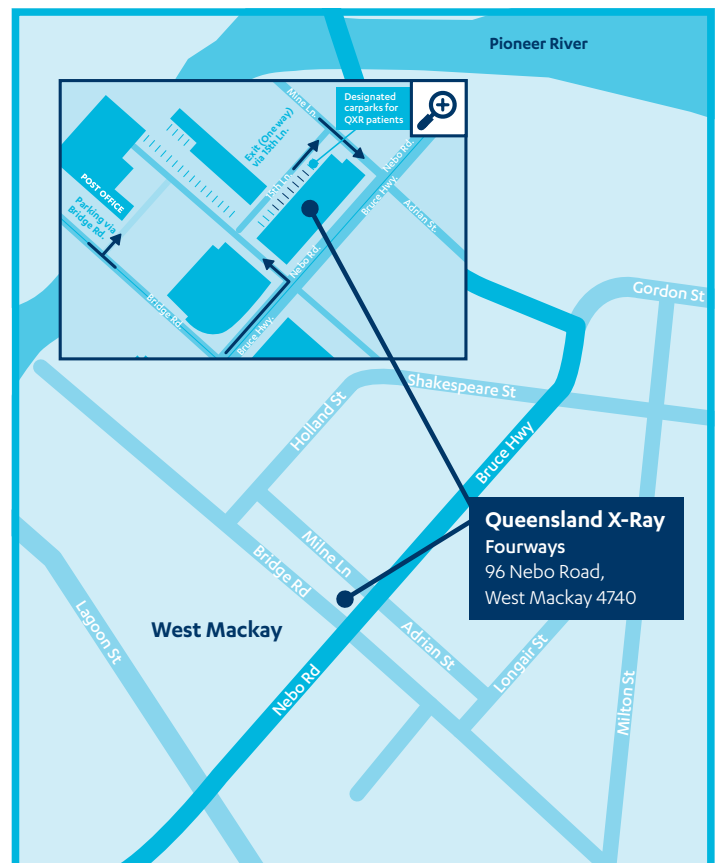 Pioneer River
Designated
carparks for
QXR patients
Mine Ln.
Exit (One way)
via 15th Ln.
15th Ln.
Nebo Rd.
Bruce Hwy.
Adrian St.
POST OFFICE
Parking via
Bridge Rd.
Bridge Rd.
Nebo Rd.
Bruce Hwy.
Gordon St
Shakespeare St
Holland St
Bruce Hwy
Queensland X-Ray
Fourways
96 Nebo Road,
West Mackay 4740
Milne Ln
Bridge Rd
Lagoon St
West Mackay
Adrian St
Longair St
Nebo Rd
Milton St